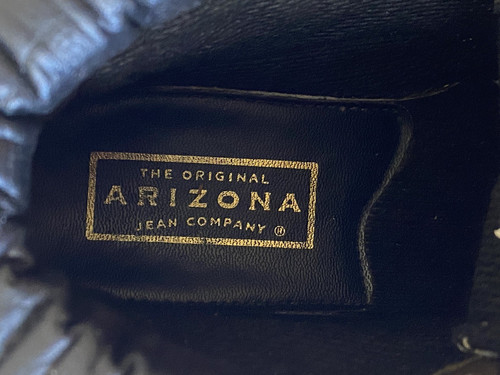 THE ORIGINAL
ARIZONA
JEAN COMPANY ®